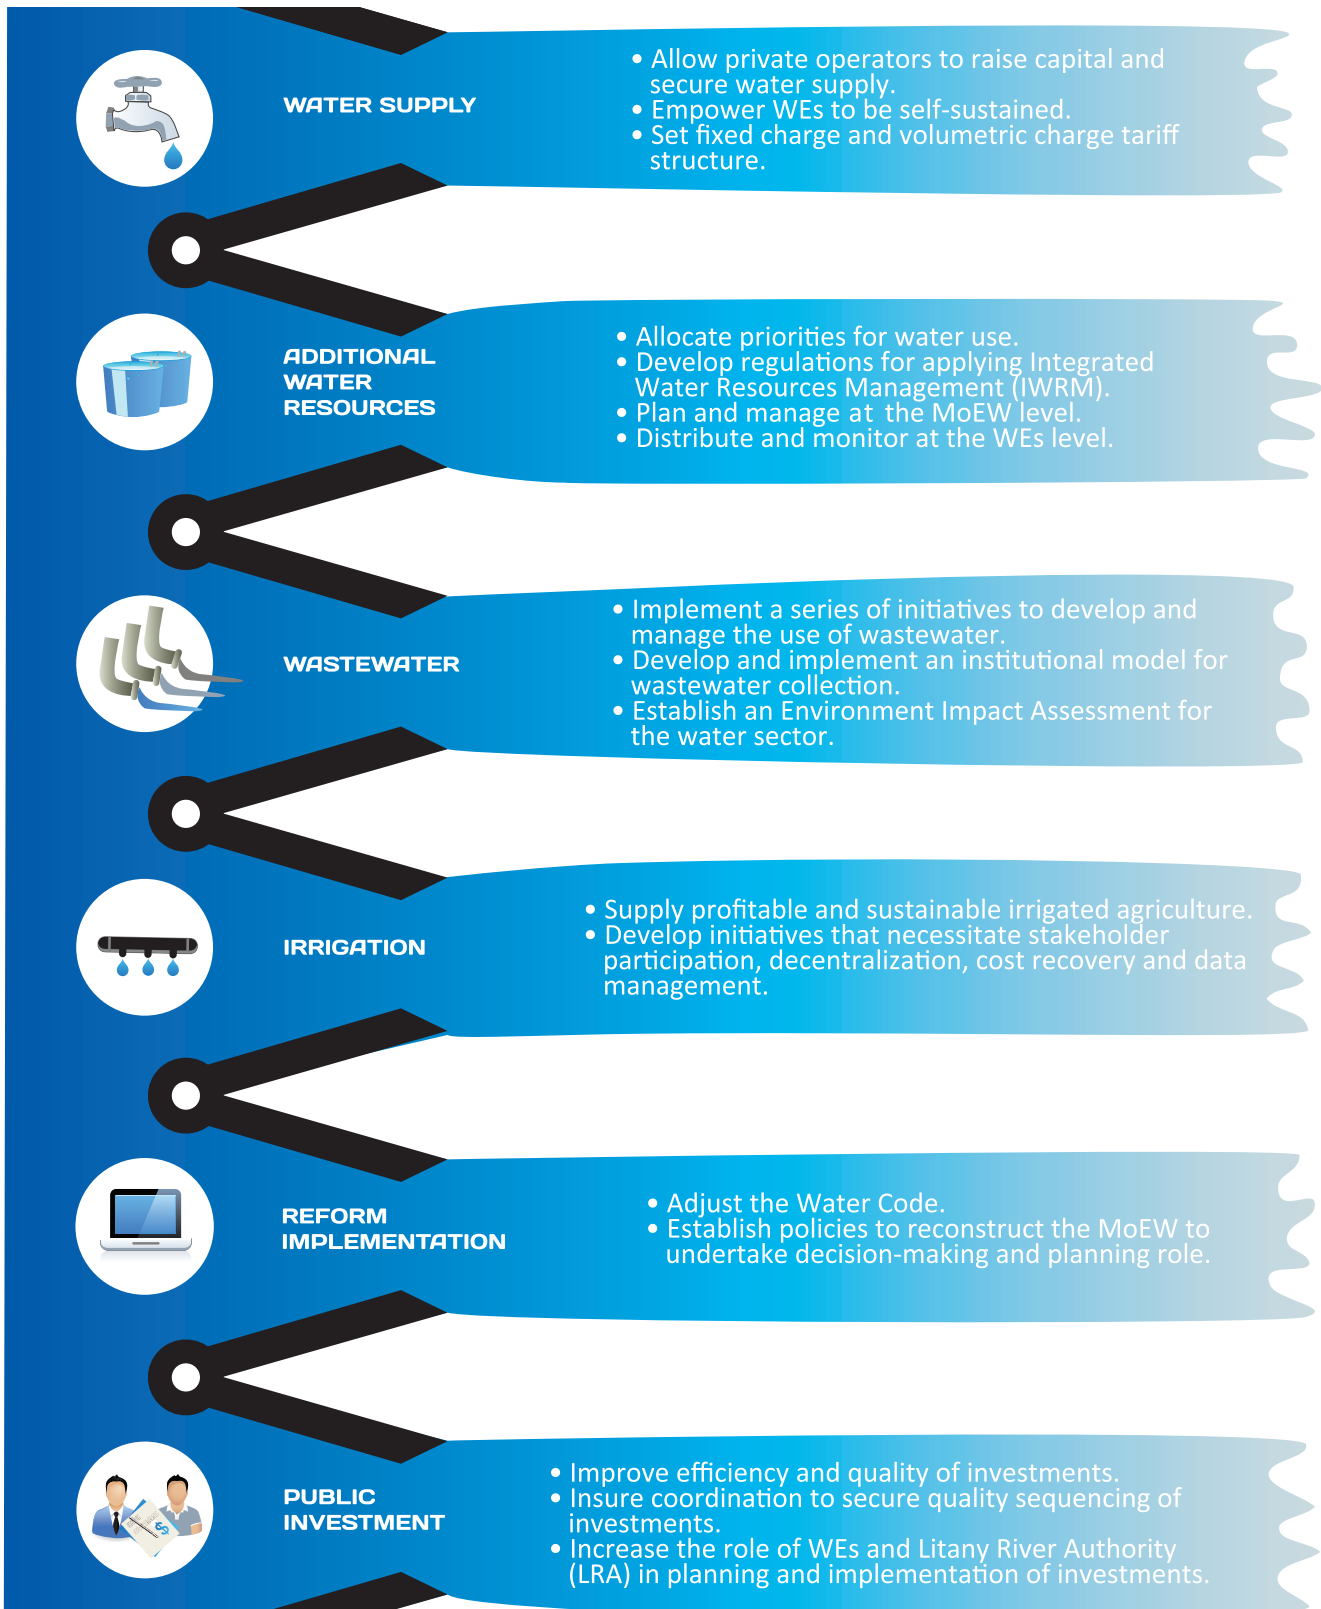 WATER SUPPLY
• Allow private operators to raise capital and
secure water supply.
• Empower WEs to be self-sustained.
• Set fixed charge and volumetric charge tariff
structure.
ADDITIONAL
WATER
RESOURCES
• Allocate priorities for water use.
• Develop regulations for applying Integrated
Water Resources Management (IWRM).
• Plan and manage at the MoEW level.
• Distribute and monitor at the WEs level.
WASTEWATER
• Implement a series of initiatives to develop and
manage the use of wastewater.
• Develop and implement an institutional model for
wastewater collection.
• Establish an Environment Impact Assessment for
the water sector.
IRRIGATION
• Supply profitable and sustainable irrigated agriculture.
• Develop initiatives that necessitate stakeholder
participation, decentralization, cost recovery and data
management.
REFORM
IMPLEMENTATION
• Adjust the Water Code.
• Establish policies to reconstruct the MoEW to
undertake decision-making and planning role.
PUBLIC
INVESTMENT
• Improve efficiency and quality of investments.
• Insure coordination to secure quality sequencing of
investments.
• Increase the role of WEs and Litany River Authority
(LRA) in planning and implementation of investments.